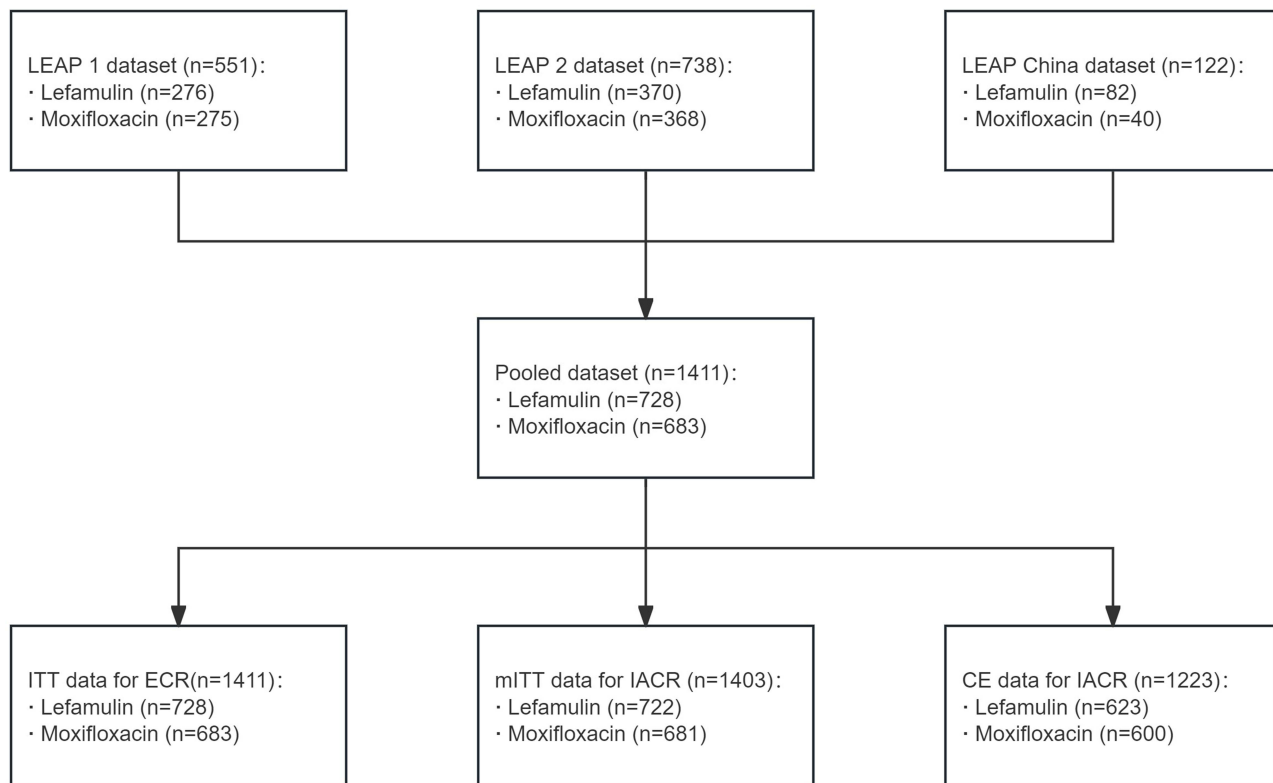 LEAP 1 dataset (n=551):
· Lefamulin (n=276)
· Moxifloxacin (n=275)
LEAP 2 dataset (n=738):
· Lefamulin (n=370)
· Moxifloxacin (n=368)
LEAP China dataset (n=122):
· Lefamulin (n=82)
· Moxifloxacin (n=40)
Pooled dataset (n=1411):
· Lefamulin (n=728)
· Moxifloxacin (n=683)
ITT data for ECR(n=1411):
· Lefamulin (n=728)
· Moxifloxacin (n=683)
mITT data for IACR (n=1403):
· Lefamulin (n=722)
· Moxifloxacin (n=681)
CE data for IACR (n=1223):
· Lefamulin (n=623)
· Moxifloxacin (n=600)